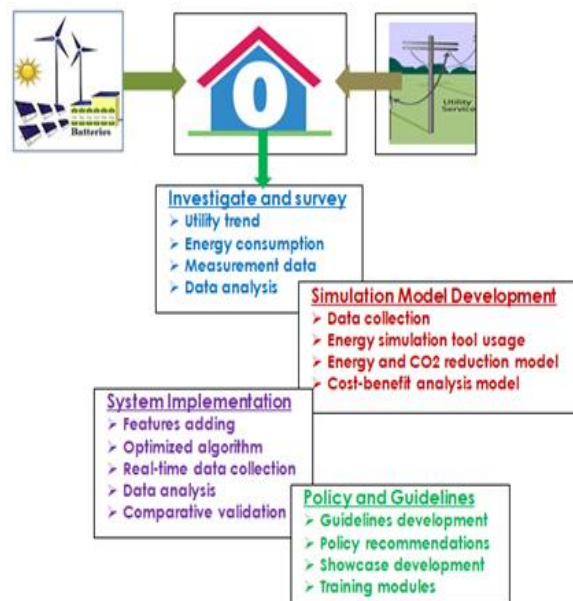 Batteries
0
Utility
Service
Investigate and survey
➢ Utility trend
➢ Energy consumption
➢ Measurement data
➢ Data analysis
Simulation Model Development
➢ Data collection
➢ Energy simulation tool usage
➢ Energy and CO2 reduction model
➢ Cost-benefit analysis model
System Implementation
➢ Features adding
➢ Optimized algorithm
➢ Real-time data collection
➢ Data analysis
➢ Comparative validation
Policy and Guidelines
➢ Guidelines development
➢ Policy recommendations
➢ Showcase development
➢ Training modules